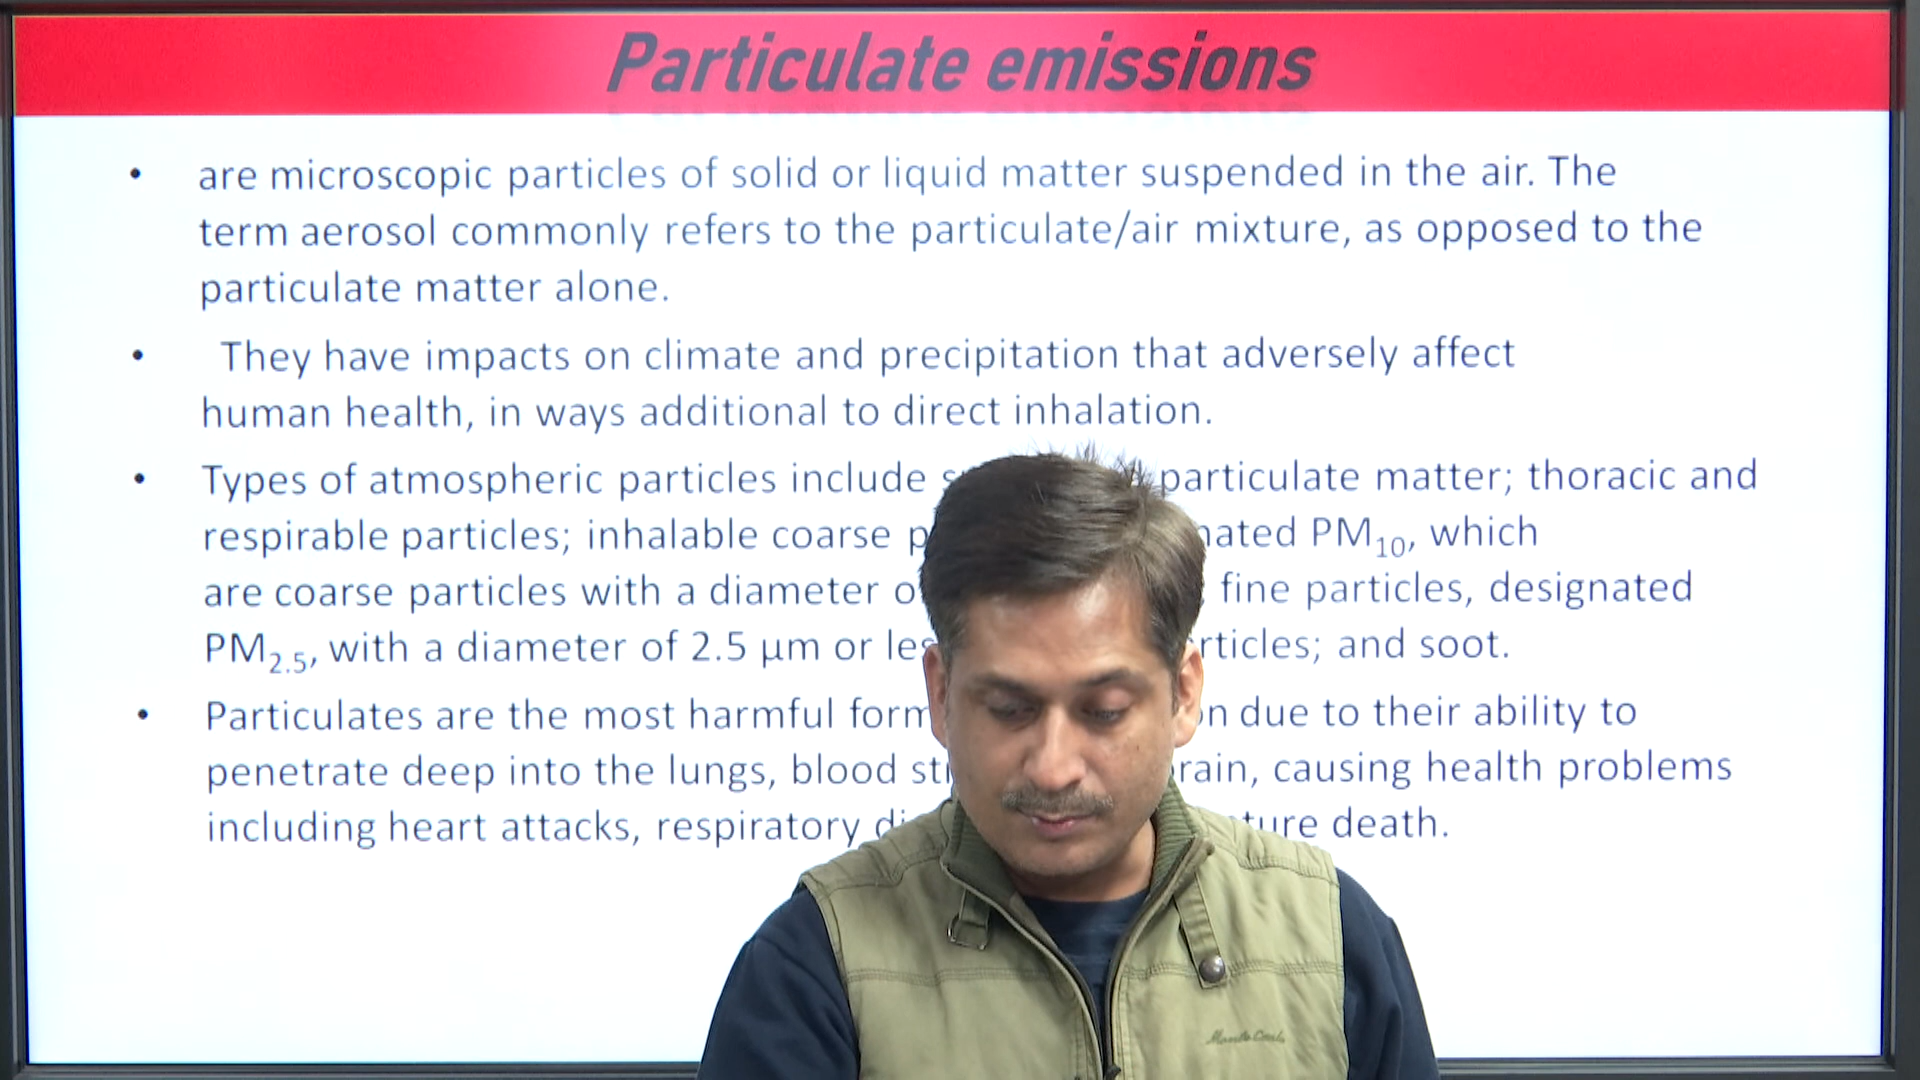 Particulate emissions
• are microscopic particles of solid or liquid matter suspended in the air. The
term aerosol commonly refers to the particulate/air mixture, as opposed to the
particulate matter alone.
• They have impacts on climate and precipitation that adversely affect
human health, in ways additional to direct inhalation.
• Types of atmospheric particles include particulate matter; thoracic and
respirable particles; inhalable coarse PM10, which
are coarse particles with a diameter fine particles, designated
PM2.5, with a diameter of 2.5 μm or and soot.
• Particulates are the most harmful due to their ability to
penetrate deep into the lungs, blood causing health problems
including heart attacks, respiratory death.
Monte Carlo